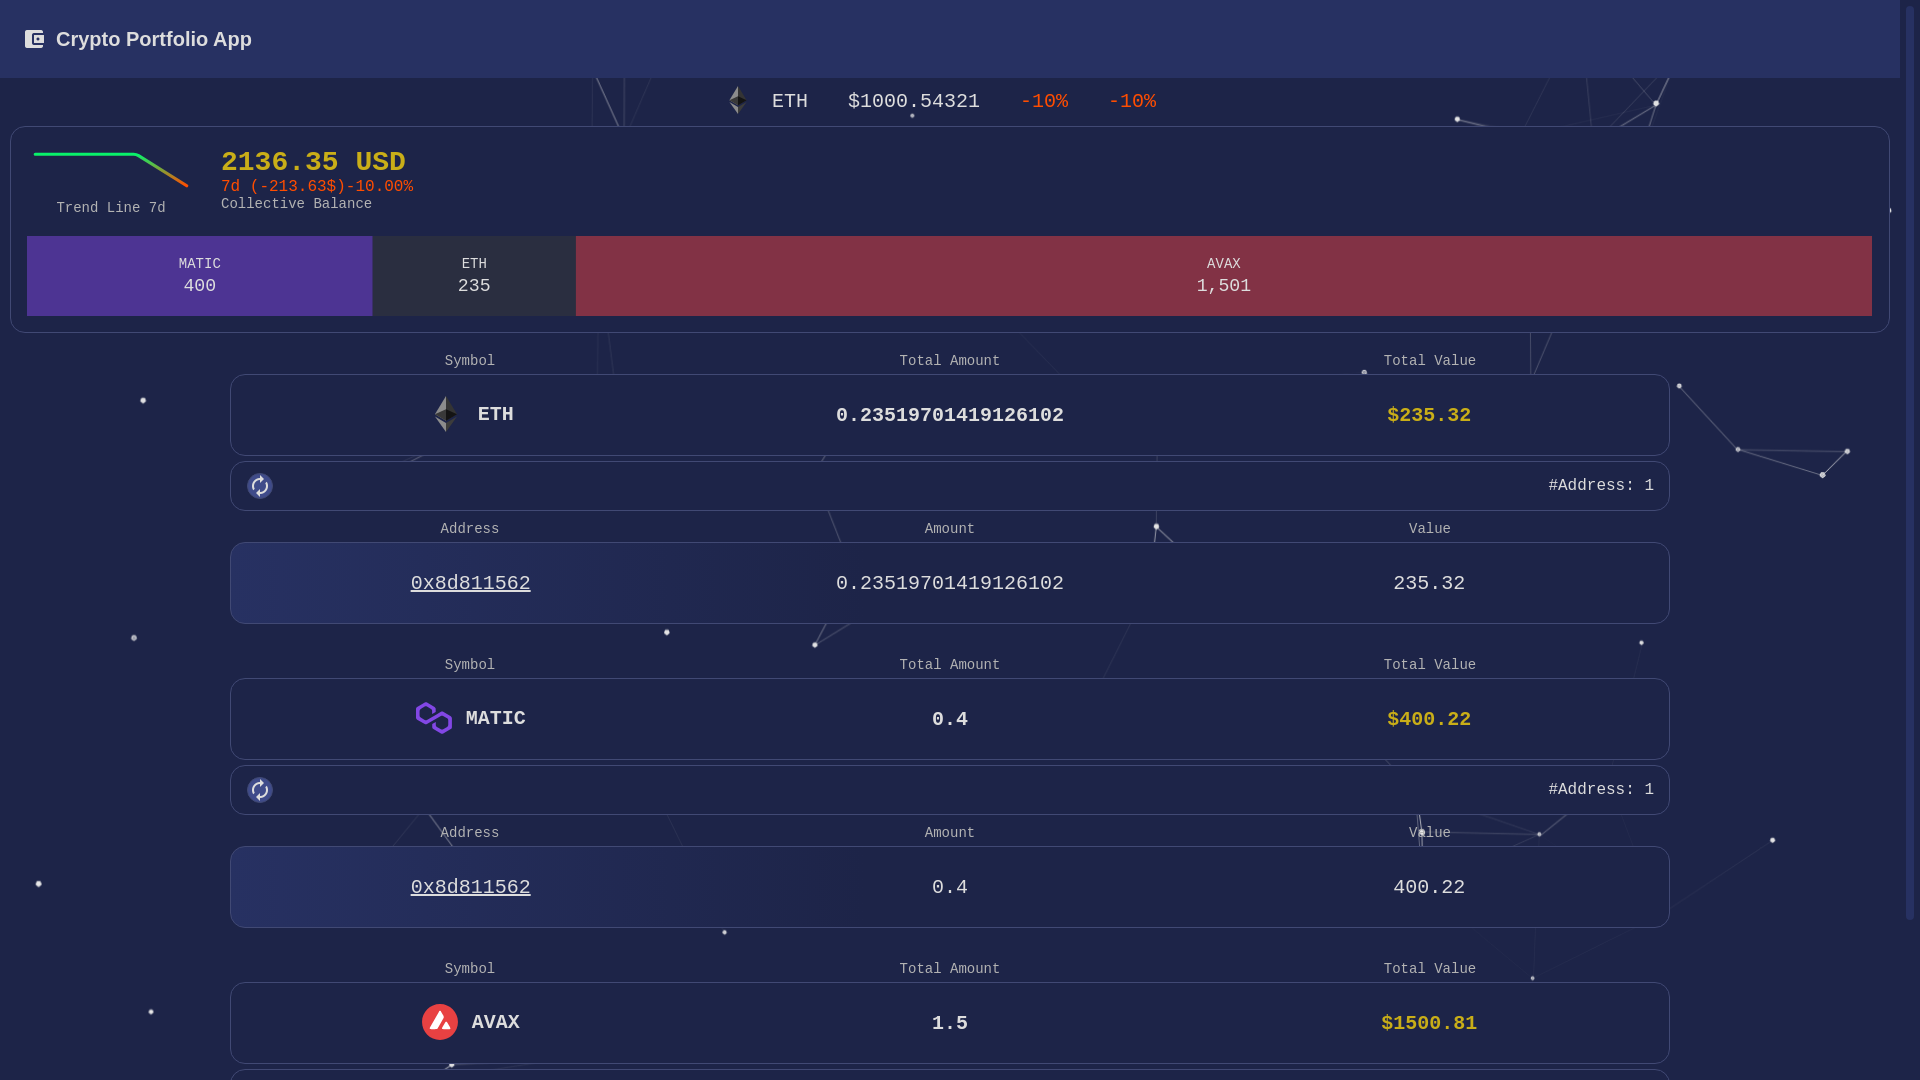 Crypto Portfolio App
ETH $1000.54321 -10% -10%
2136.35 USD
7d (-213.63$)-10.00%
Collective Balance
Trend Line 7d
MATIC ETH AVAX
400 235 1,501
Symbol Total Amount Total Value
ETH 0.23519701419126102 $235.32
#Address: 1
Address Amount Value
0x8d811562 0.23519701419126102 235.32
Symbol Total Amount Total Value
MATIC 0.4 $400.22
#Address: 1
Address Amount Value
0x8d811562 0.4 400.22
Symbol Total Amount Total Value
AVAX 1.5 $1500.81